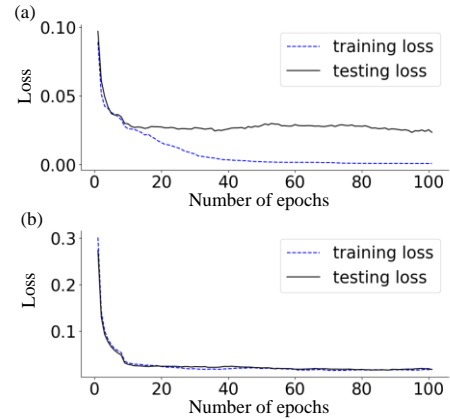 (a)
0.10
0.05
0.00
Loss
training loss
testing loss
0 20 40 60 80 100
Number of epochs
(b)
0.3
0.2
0.1
Loss
training loss
testing loss
0 20 40 60 80 100
Number of epochs